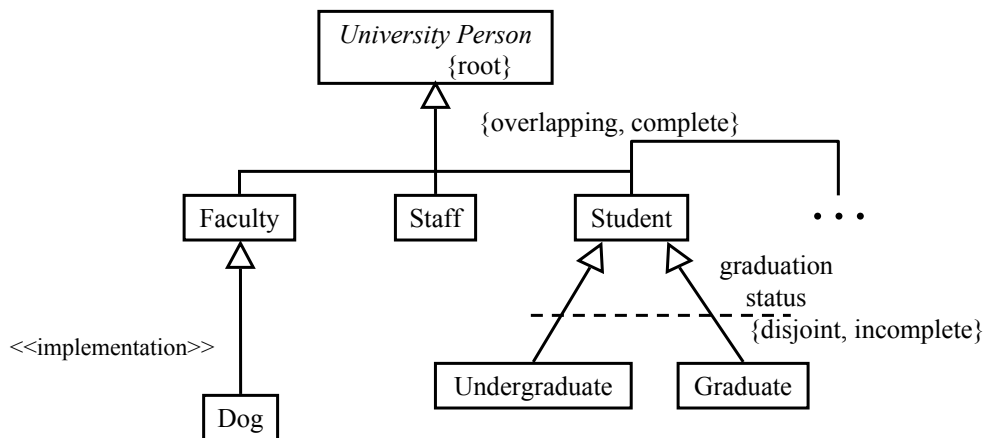 University Person
{root}
{overlapping, complete}
Faculty
Staff
Student
• • •
graduation
status
{disjoint, incomplete}
<<implementation>>
Undergraduate
Graduate
Dog